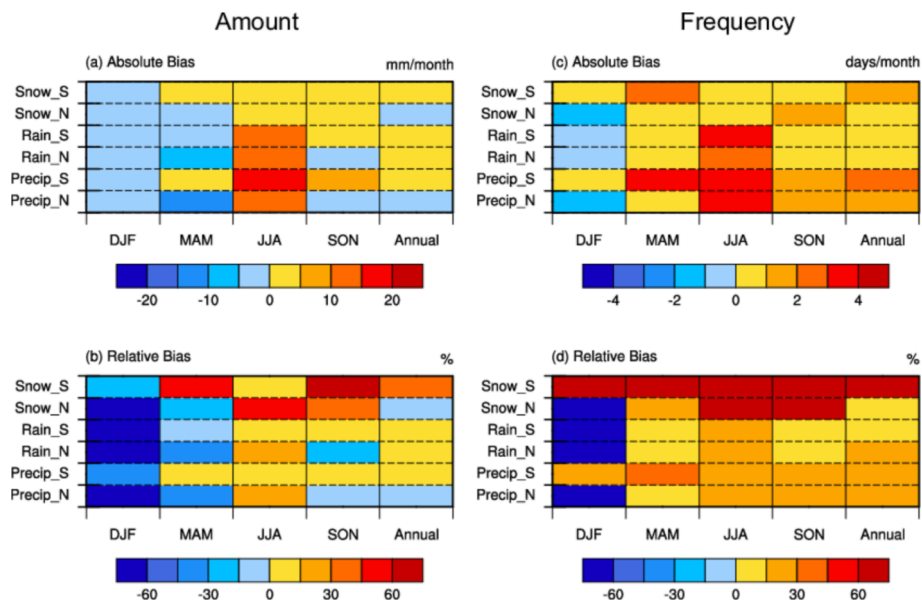 Amount
Frequency
(a) Absolute Bias mm/month
Snow_S
Snow_N
Rain_S
Rain_N
Precip_S
Precip_N
DJF MAM JJA SON Annual
-20 -10 0 10 20
(c) Absolute Bias days/month
Snow_S
Snow_N
Rain_S
Rain_N
Precip_S
Precip_N
DJF MAM JJA SON Annual
-4 -2 0 2 4
(b) Relative Bias %
Snow_S
Snow_N
Rain_S
Rain_N
Precip_S
Precip_N
DJF MAM JJA SON Annual
-60 -30 0 30 60
(d) Relative Bias %
Snow_S
Snow_N
Rain_S
Rain_N
Precip_S
Precip_N
DJF MAM JJA SON Annual
-60 -30 0 30 60